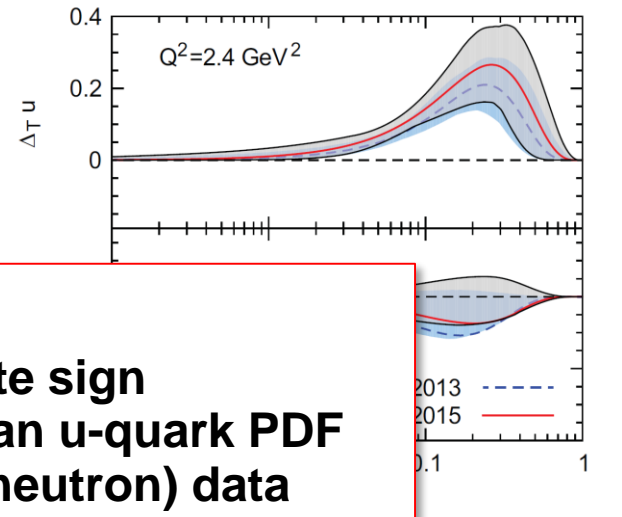 0.4
Q²=2.4 GeV²
0.2
Δ_T u
0
te sign
an u-quark PDF
neutron) data
2013
2015
0.1
1